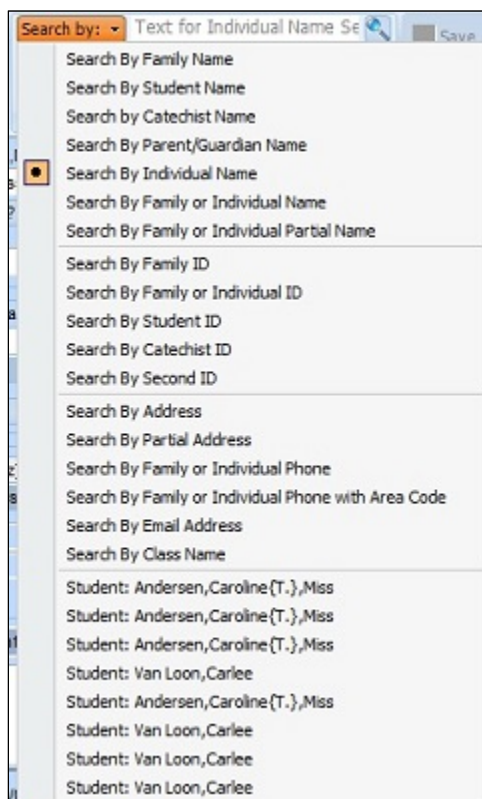 Search by: Text for Individual Name Se Save
Search By Family Name
Search By Student Name
Search by Catechist Name
Search By Parent/Guardian Name
Search By Individual Name
Search By Family or Individual Name
Search By Family or Individual Partial Name
Search By Family ID
Search By Family or Individual ID
Search By Student ID
Search By Catechist ID
Search By Second ID
Search By Address
Search By Partial Address
Search By Family or Individual Phone
Search By Family or Individual Phone with Area Code
Search By Email Address
Search By Class Name
Student: Andersen,Caroline{T.},Miss
Student: Andersen,Caroline{T.},Miss
Student: Andersen,Caroline{T.},Miss
Student: Van Loon,Carlee
Student: Andersen,Caroline{T.},Miss
Student: Van Loon,Carlee
Student: Van Loon,Carlee
Student: Van Loon,Carlee